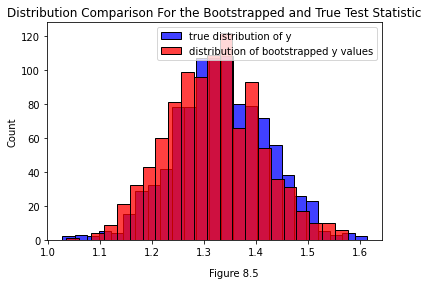 Distribution Comparison For the Bootstrapped and True Test Statistic
true distribution of y
distribution of bootstrapped y values
Count
120
100
80
60
40
20
0
1.0 1.1 1.2 1.3 1.4 1.5 1.6
Figure 8.5